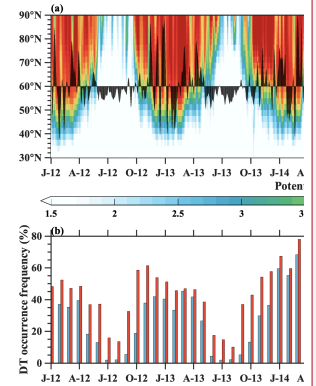 (a)
90°N
80°N
70°N
60°N
50°N
40°N
30°N
J-12 A-12 J-12 O-12 J-13 A-13 J-13 O-13 J-14 A
Poten
1.5 2 2.5 3 3
(b)
DT occurrence frequency (%)
80
60
40
20
0
J-12 A-12 J-12 O-12 J-13 A-13 J-13 O-13 J-14 A